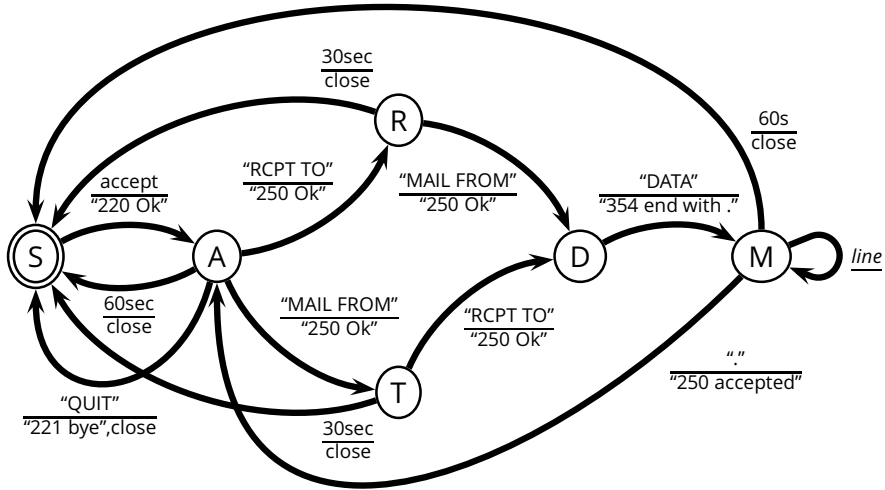 30sec
close
R
60s
close
"RCPT TO"
"250 Ok"
accept
"220 Ok"
"MAIL FROM"
"250 Ok"
"DATA"
"354 end with ."
S
A
D
M
line
60sec
close
"MAIL FROM"
"250 Ok"
"RCPT TO"
"250 Ok"
"."
"250 accepted"
T
"QUIT"
"221 bye",close
30sec
close